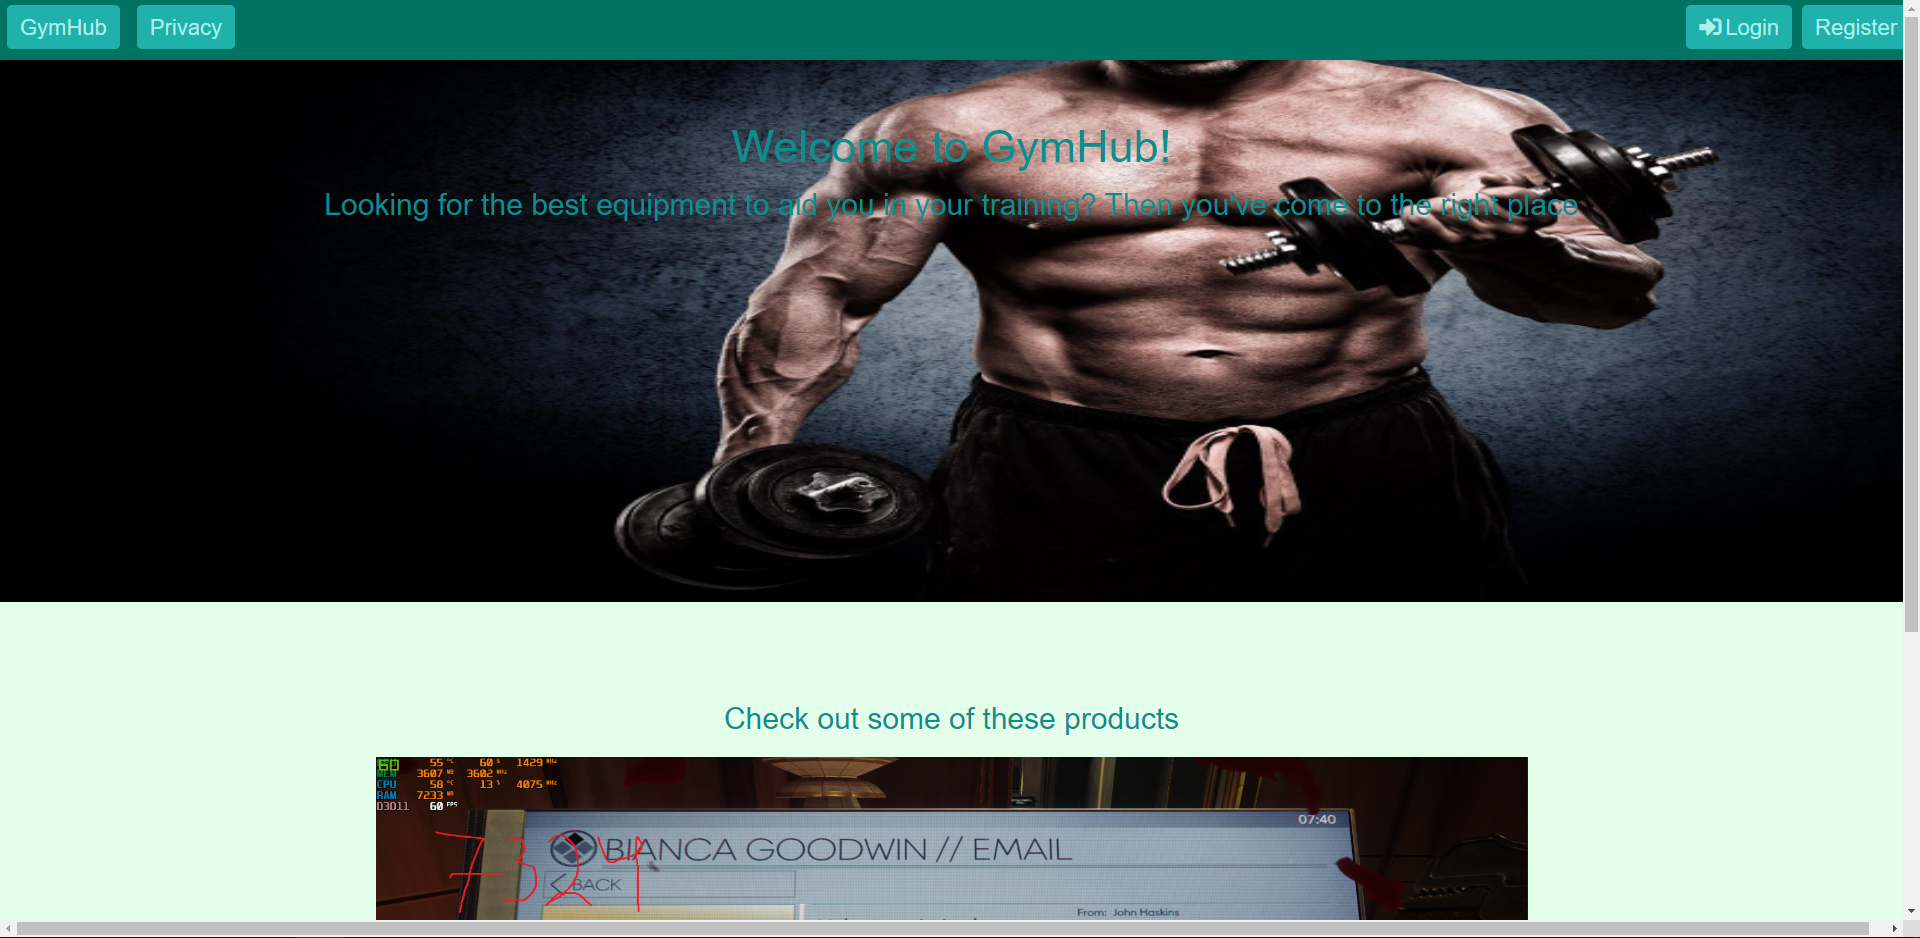 GymHub Privacy Login Register
Welcome to GymHub!
Looking for the best equipment to aid you in your training? Then you've come to the right place
Check out some of these products
60 55 °C 60 % 1429 MHz
MEM 3607 MB 3602 MHz
CPU 58 °C 13 % 4075 MHz
RAM 7233 MB
D3D11 60 FPS
07:40
BIANCA GOODWIN // EMAIL
7324
BACK
From: John Haskins